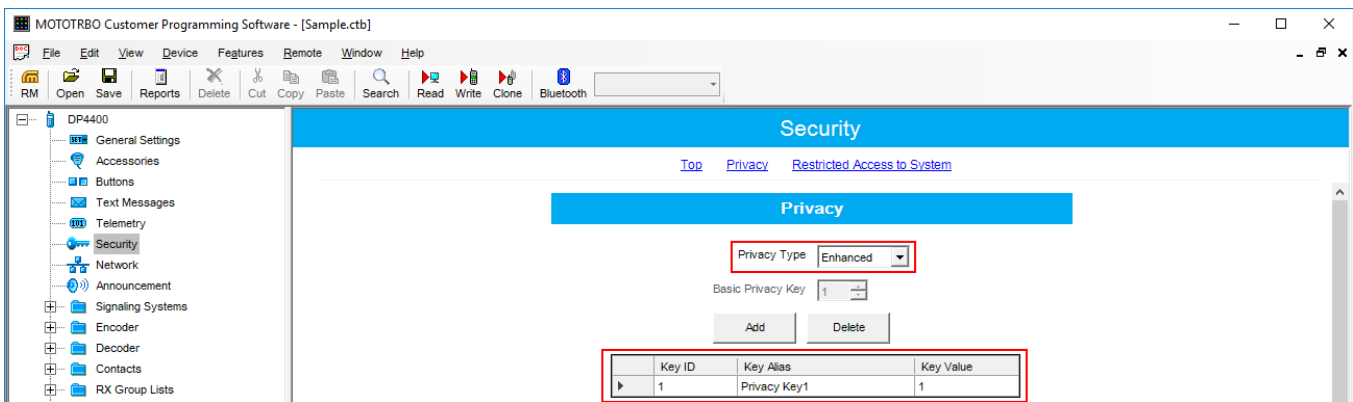 MOTOTRBO Customer Programming Software - [Sample.ctb]
File Edit View Device Features Remote Window Help
RM Open Save Reports Delete Cut Copy Paste Search Read Write Clone Bluetooth
DP4400
General Settings
Accessories
Buttons
Text Messages
Telemetry
Security
Network
Announcement
Signaling Systems
Encoder
Decoder
Contacts
RX Group Lists
Security
Top Privacy Restricted Access to System
Privacy
Privacy Type Enhanced
Basic Privacy Key 1
Add Delete
Key ID Key Alias Key Value
1 Privacy Key1 1